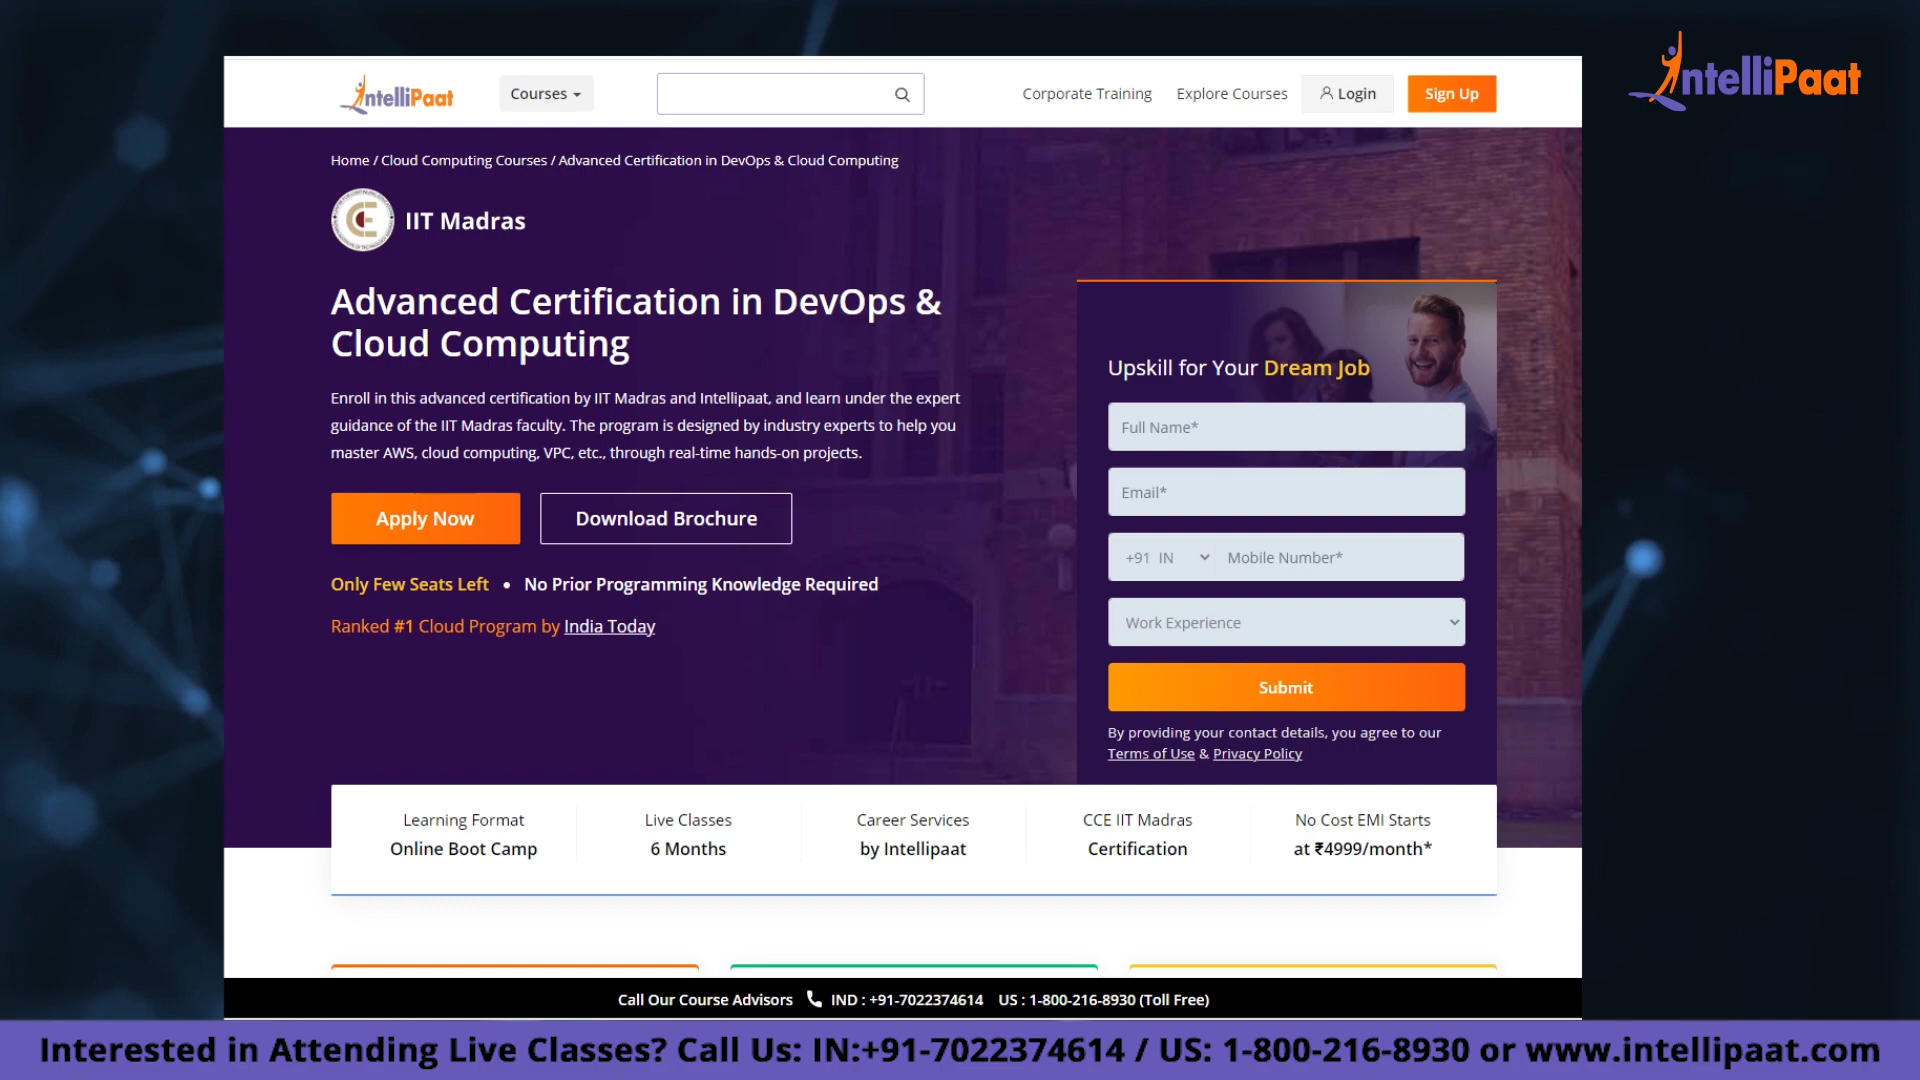 IntelliPaat
IntelliPaat
Courses
Corporate Training
Explore Courses
Login
Sign Up
Home / Cloud Computing Courses / Advanced Certification in DevOps & Cloud Computing
IIT Madras
Advanced Certification in DevOps &
Cloud Computing
Enroll in this advanced certification by IIT Madras and Intellipaat, and learn under the expert
guidance of the IIT Madras faculty. The program is designed by industry experts to help you
master AWS, cloud computing, VPC, etc., through real-time hands-on projects.
Apply Now
Download Brochure
Only Few Seats Left • No Prior Programming Knowledge Required
Ranked #1 Cloud Program by India Today
Upskill for Your Dream Job
Full Name*
Email*
+91 IN
Mobile Number*
Work Experience
Submit
By providing your contact details, you agree to our
Terms of Use & Privacy Policy
Learning Format
Online Boot Camp
Live Classes
6 Months
Career Services
by Intellipaat
CCE IIT Madras
Certification
No Cost EMI Starts
at ₹4999/month*
Call Our Course Advisors IND : +91-7022374614 US : 1-800-216-8930 (Toll Free)
Interested in Attending Live Classes? Call Us: IN:+91-7022374614 / US: 1-800-216-8930 or www.intellipaat.com